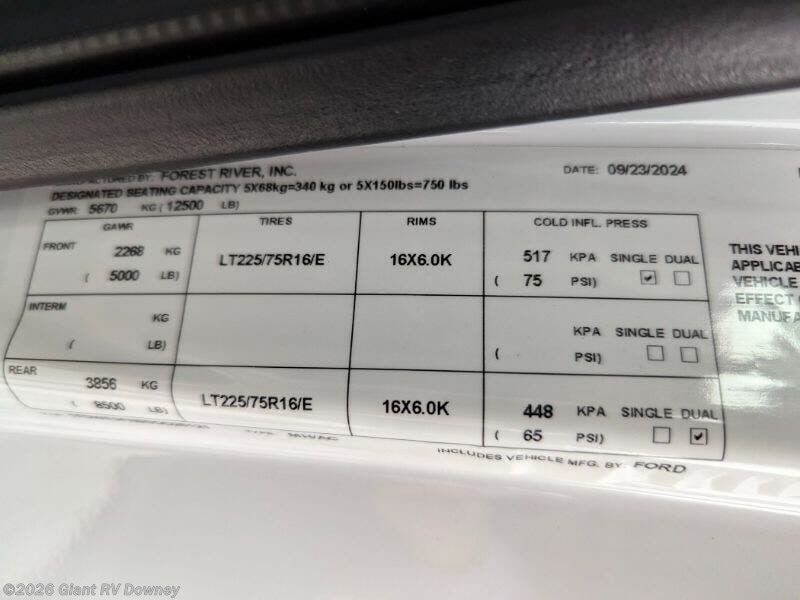 BY: FOREST RIVER, INC. DATE: 09/23/2024
DESIGNATED SEATING CAPACITY 5X68kg=340 kg or 5X150lbs=750 lbs
GVWR: 5670 KG (12500 LB)
GAWR TIRES RIMS COLD INFL. PRESS
FRONT 2268 KG LT225/75R16/E 16X6.0K 517 KPA SINGLE DUAL
( 5000 LB) ( 75 PSI) ☑ ☐
INTERM KG KPA SINGLE DUAL
( LB) ( PSI) ☐ ☐
REAR 3856 KG LT225/75R16/E 16X6.0K 448 KPA SINGLE DUAL
( 8500 LB) ( 65 PSI) ☐ ☑
INCLUDES VEHICLE MFG. BY: FORD
THIS VEHI
APPLICAB
VEHICLE
EFFECT
MANUFA
©2026 Giant RV Downey